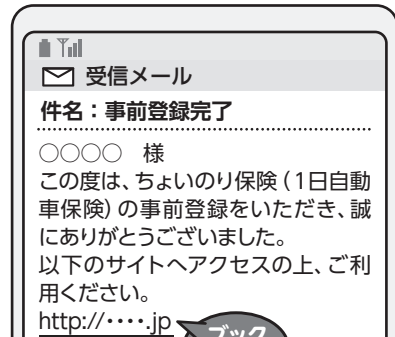 受信メール
件名：事前登録完了
○○○○ 様
この度は、ちょいのり保険（1日自動
車保険）の事前登録をいただき、誠
にありがとうございました。
以下のサイトへアクセスの上、ご利
用ください。
http://・・・・.jp
ブック